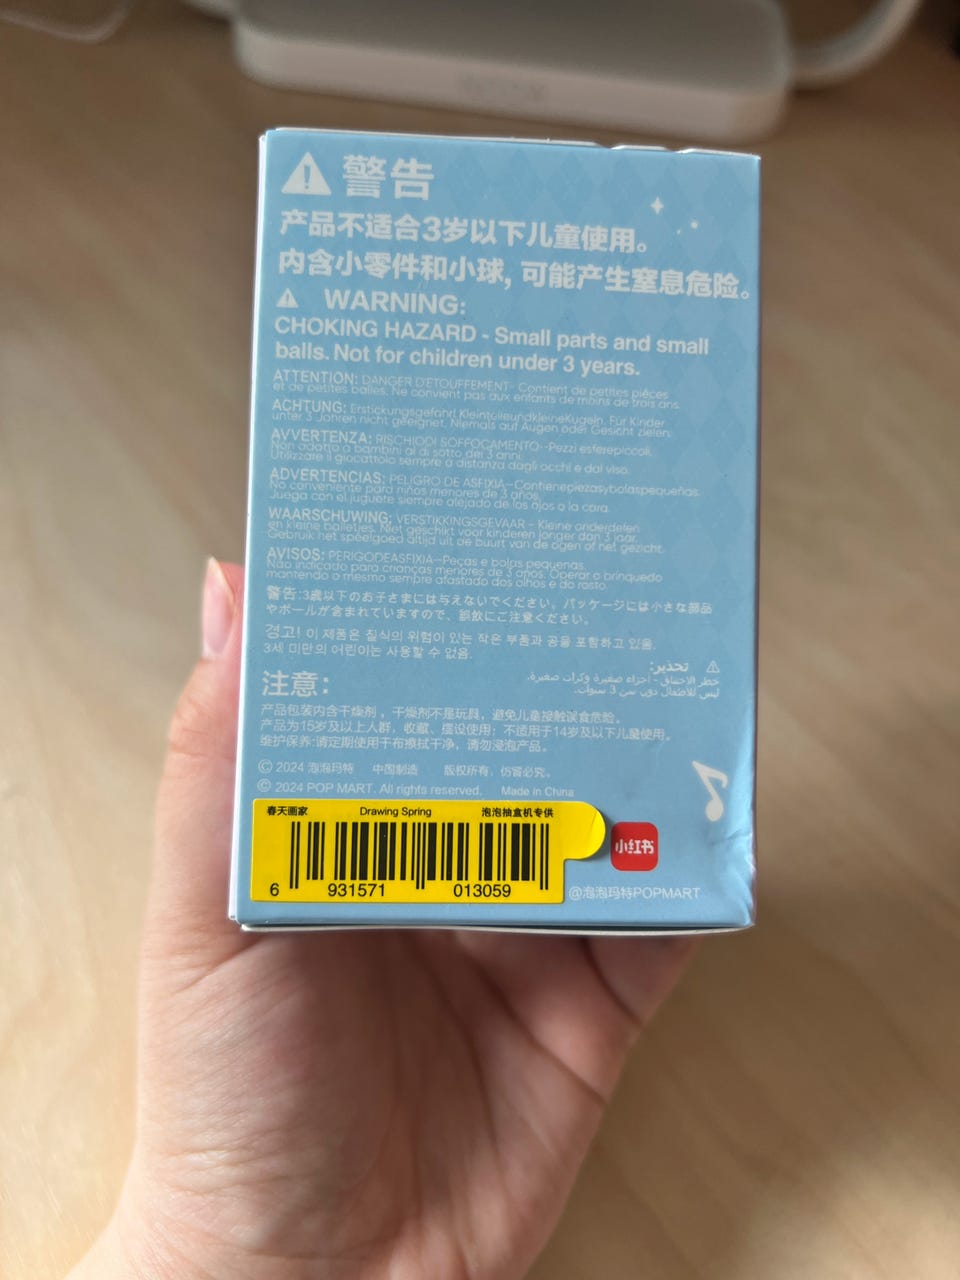 警告
产品不适合3岁以下儿童使用。
内含小零件和小球, 可能产生窒息危险。
WARNING:
CHOKING HAZARD - Small parts and small
balls. Not for children under 3 years.
ATTENTION: DANGER D'ETOUFFEMENT- Contient de petites pièces
et de petites balles. Ne convient pas aux enfants de moins de trois ans.
ACHTUNG: Erstickungsgefahr! KleinteileundkleineKugeln. Für Kinder
unter 3 Jahren nicht geeignet. Niemals auf Augen oder Gesicht zielen.
AVVERTENZA: RISCHIODI SOFFOCAMENTO--Pezzi esferepiccoli.
Non adatto a bambini al di sotto dei 3 anni.
Utilizzare il giocattolo sempre a distanza dagli occhi e dal viso.
ADVERTENCIAS: PELIGRO DE ASFIXIA—Contienepiezasybolaspequeñas.
No conveniente para niños menores de 3 años.
Juega con el juguete siempre alejado de los ojos o la cara.
WAARSCHUWING: VERSTIKKINGSGEVAAR - Kleine onderdelen
en kleine balletjes. Niet geschikt voor kinderen jonger dan 3 jaar.
Gebruik het speelgoed altijd uit de buurt van de ogen of het gezicht.
AVISOS: PERIGODEASFIXIA—Peças e bolas pequenas.
Não indicado para crianças menores de 3 años. Operar o brinquedo
mantendo o mesmo sempre afastado dos olhos e do rosto.
警告:3歳以下のお子さまには与えないでください。パッケージには小さな部品
やボールが含まれていますので、誤飲にご注意ください。
경고! 이 제품은 질식의 위험이 있는 작은 부품과 공을 포함하고 있음.
3세 미만의 어린이는 사용할 수 없음.
تحذير:
خطر الاختناق - أجزاء صغيرة وكرات صغيرة.
ليس للأطفال دون سن 3 سنوات.
注意:
产品包装内含干燥剂，干燥剂不是玩具，避免儿童接触误食危险。
产品为15岁及以上人群，收藏、摆设使用；不适用于14岁及以下儿童使用。
维护保养:请定期使用干布擦拭干净，请勿浸泡产品。
© 2024 泡泡玛特 中国制造 版权所有，仿冒必究。
© 2024 POP MART. All rights reserved. Made in China
春天画家 Drawing Spring 泡泡抽盒机专供
6 931571 013059
小红书
@泡泡玛特POPMART